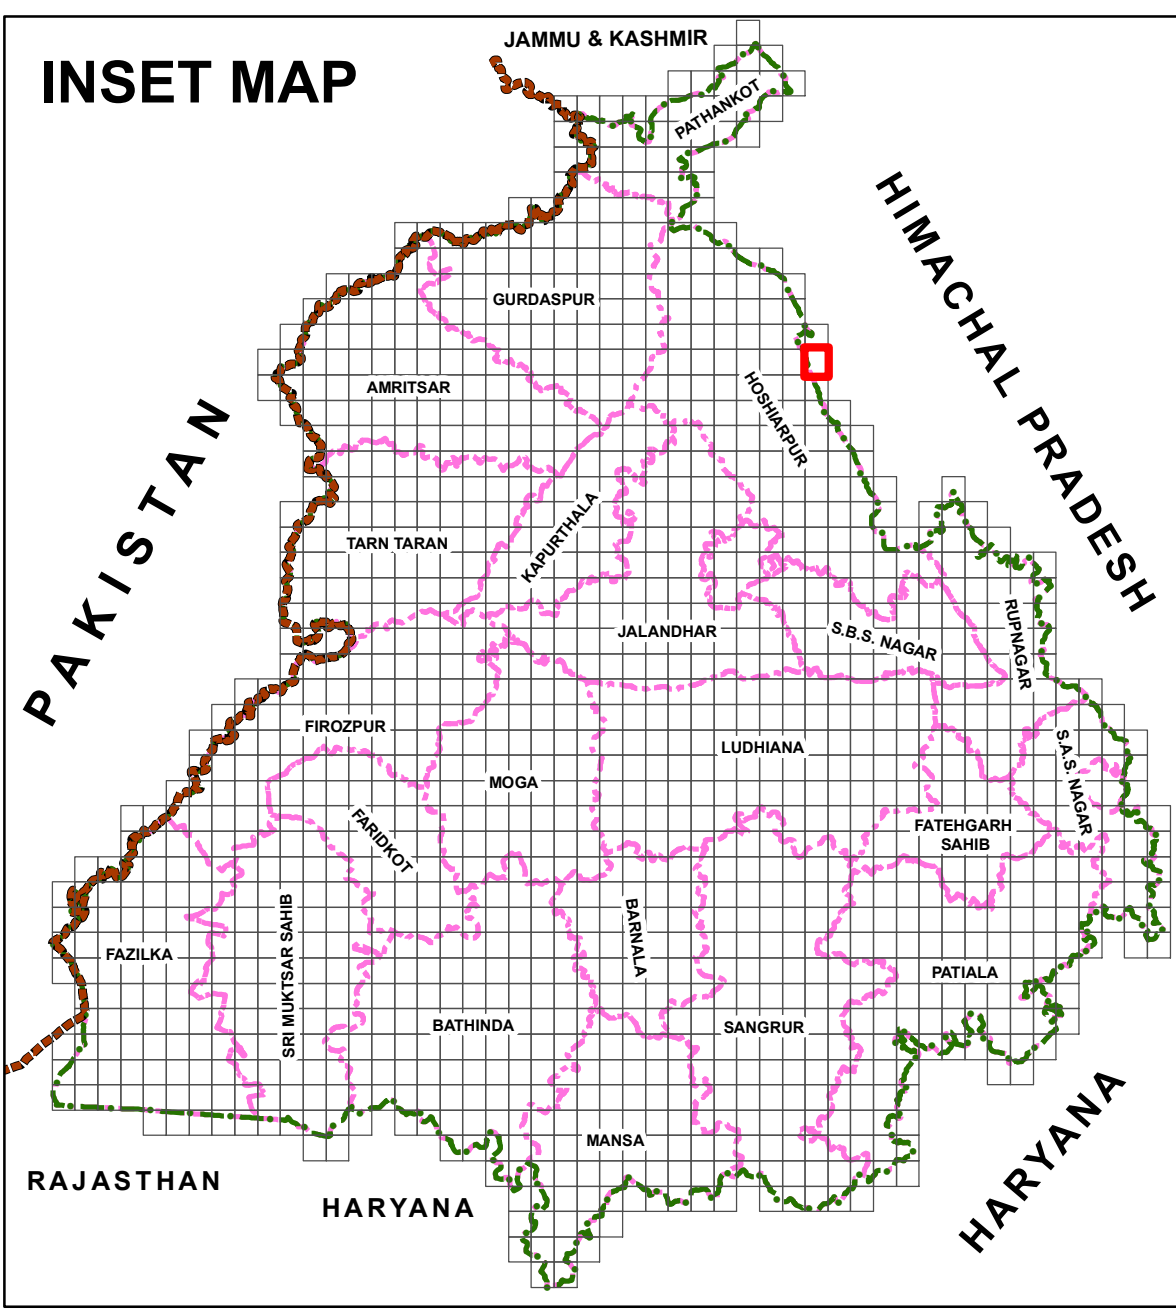 JAMMU & KASHMIR
INSET MAP
PATHANKOT
HIMACHAL PRADESH
GURDASPUR
AMRITSAR
HOSHIARPUR
PAKISTAN
KAPURTHALA
TARN TARAN
JALANDHAR
S.B.S. NAGAR
RUPNAGAR
FIROZPUR
LUDHIANA
S.A.S. NAGAR
MOGA
FARIDKOT
FATEHGARH
SAHIB
SRI MUKTSAR SAHIB
BARNALA
FAZILKA
PATIALA
BATHINDA
SANGRUR
MANSA
HARYANA
RAJASTHAN
HARYANA